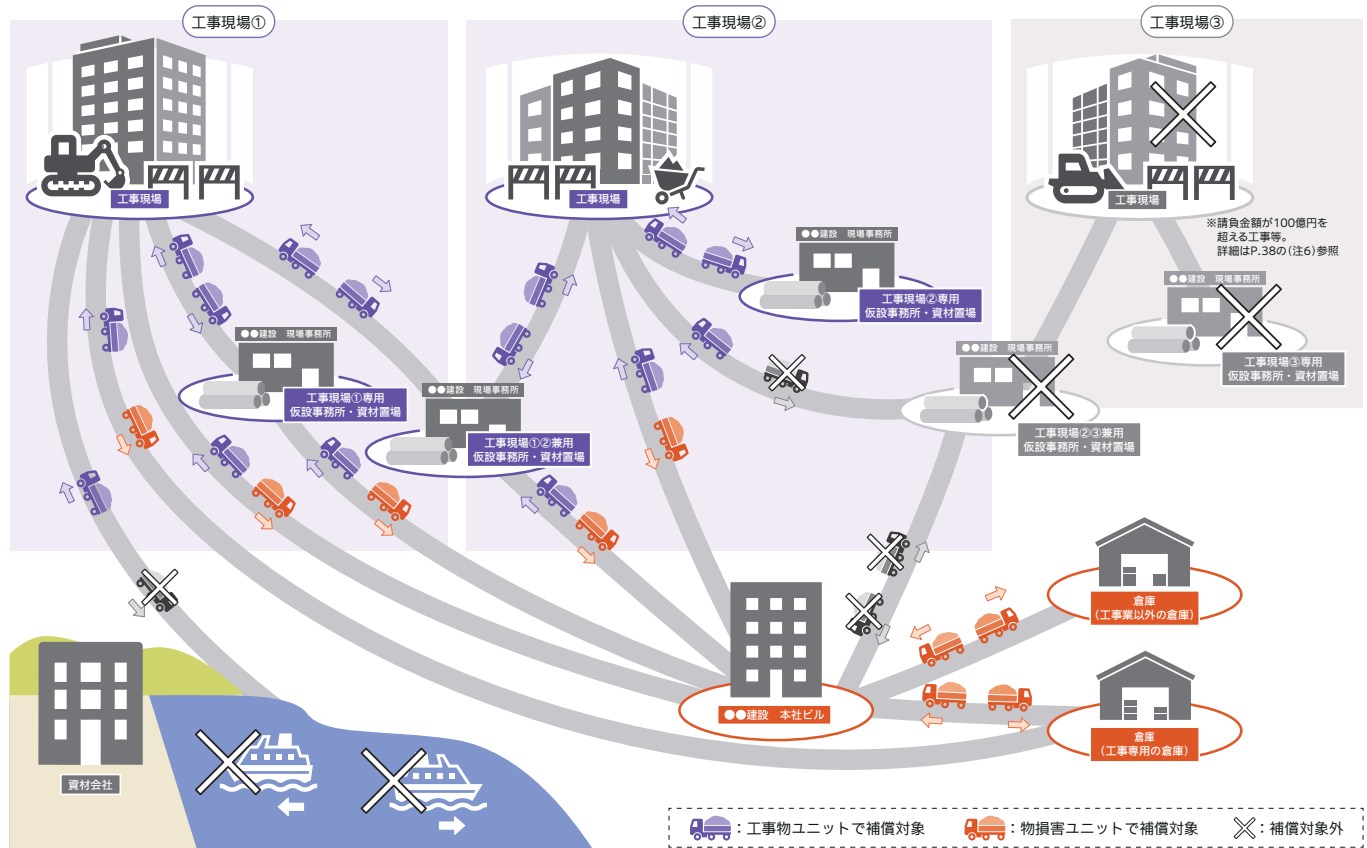 工事現場①
工事現場②
工事現場③
工事現場
工事現場
工事現場
※請負金額が100億円を
超える工事等。
詳細はP.38の(注6)参照
●●建設 現場事務所
工事現場②専用
仮設事務所・資材置場
●●建設 現場事務所
工事現場③専用
仮設事務所・資材置場
●●建設 現場事務所
工事現場①専用
仮設事務所・資材置場
●●建設 現場事務所
工事現場①②兼用
仮設事務所・資材置場
●●建設 現場事務所
工事現場②③兼用
仮設事務所・資材置場
倉庫
(工事業以外の倉庫)
●●建設 本社ビル
倉庫
(工事専用の倉庫)
資材会社
:工事物ユニットで補償対象
:物損害ユニットで補償対象
:補償対象外